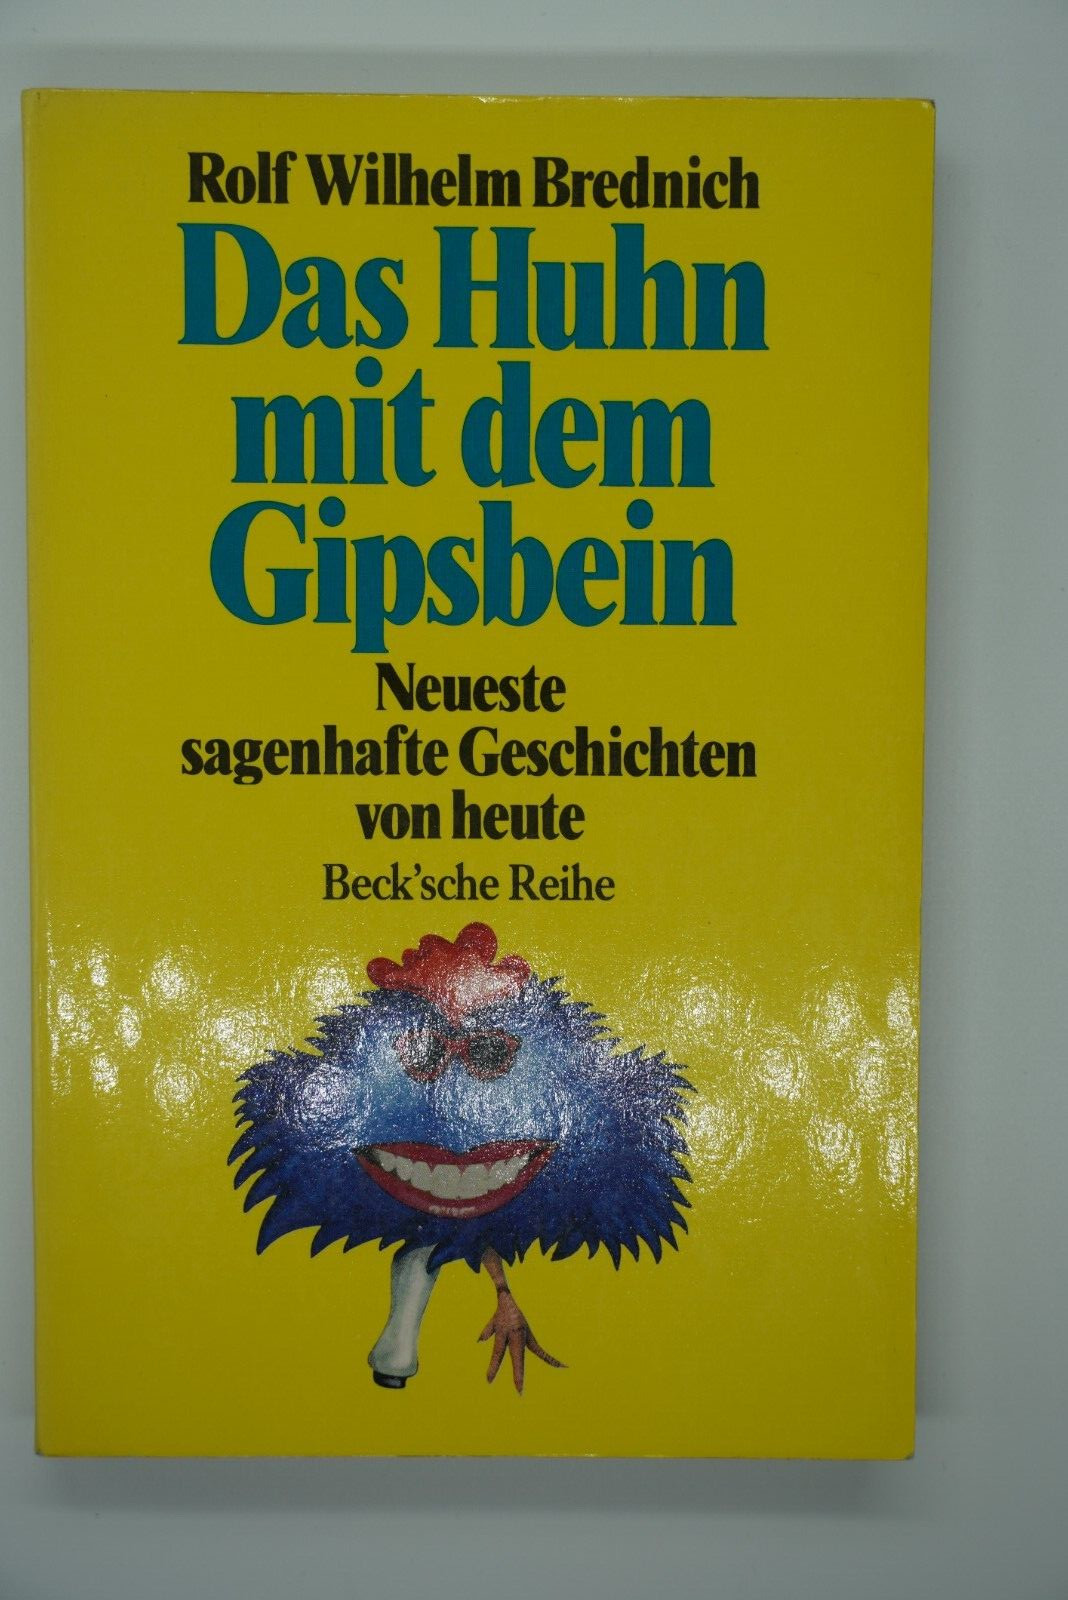 Rolf Wilhelm Brednich
Das Huhn
mit dem
Gipsbein
Neueste
sagenhafte Geschichten
von heute
Beck'sche Reihe